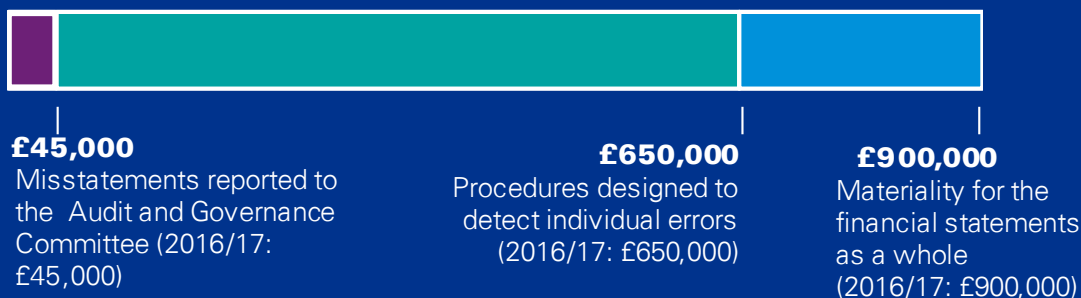 £45,000
Misstatements reported to
the Audit and Governance
Committee (2016/17:
£45,000)
£650,000
Procedures designed to
detect individual errors
(2016/17: £650,000)
£900,000
Materiality for the
financial statements
as a whole
(2016/17: £900,000)